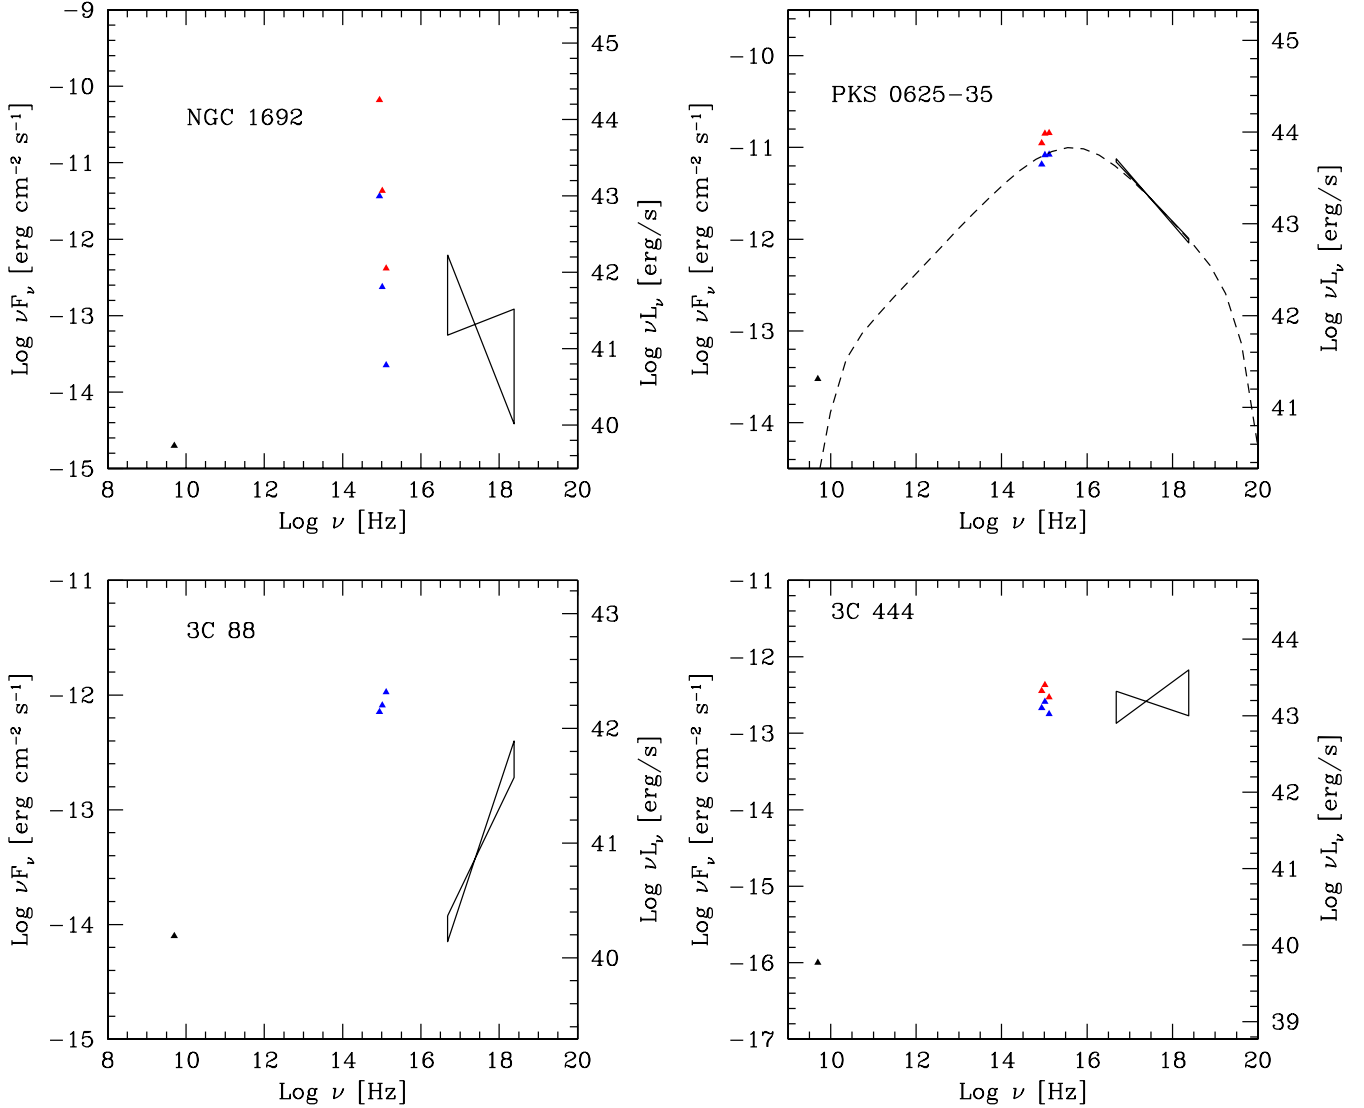 −9
−10
−11
−12
−13
−14
−15
Log νFν [erg cm−2 s−1]
NGC 1692
45
44
43
42
41
40
Log νLν [erg/s]
8 10 12 14 16 18 20
Log ν [Hz]
−10
−11
−12
−13
−14
Log νFν [erg cm−2 s−1]
PKS 0625−35
45
44
43
42
41
Log νLν [erg/s]
10 12 14 16 18 20
Log ν [Hz]
−11
−12
−13
−14
−15
Log νFν [erg cm−2 s−1]
3C 88
43
42
41
40
Log νLν [erg/s]
8 10 12 14 16 18 20
Log ν [Hz]
−11
−12
−13
−14
−15
−16
−17
Log νFν [erg cm−2 s−1]
3C 444
44
43
42
41
40
39
Log νLν [erg/s]
10 12 14 16 18 20
Log ν [Hz]